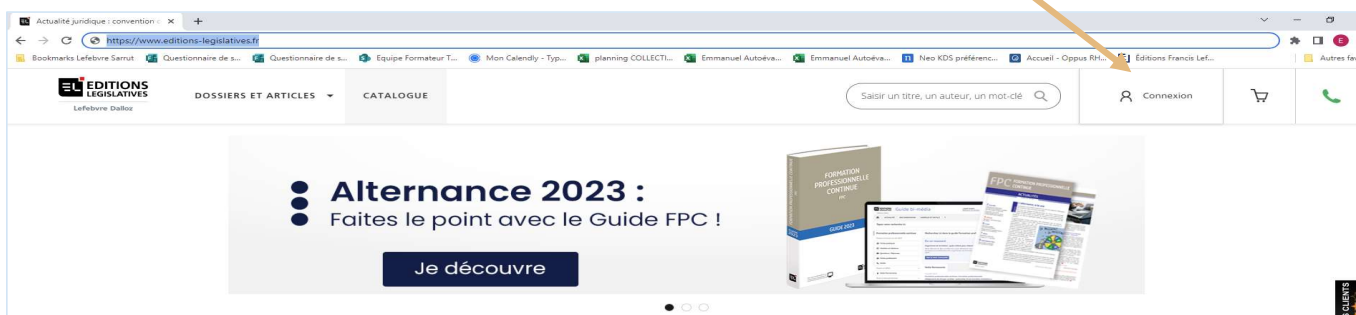 Actualité juridique : convention c
https://www.editions-legislatives.fr
Bookmarks Lefebvre Sarrut
Questionnaire de s...
Questionnaire de s...
Equipe Formateur T...
Mon Calendly - Typ...
planning COLLECTI...
Emmanuel Autoéva...
Emmanuel Autoéva...
Neo KDS préférenc...
Accueil - Oppus RH...
Éditions Francis Lef...
Autres fav
EL EDITIONS
LEGISLATIVES
Lefebvre Dalloz
DOSSIERS ET ARTICLES
CATALOGUE
Saisir un titre, un auteur, un mot-clé
Connexion
Alternance 2023 :
Faites le point avec le Guide FPC !
Je découvre
FORMATION
PROFESSIONNELLE
CONTINUE
GUIDE 2023
FPC
CLIENTS